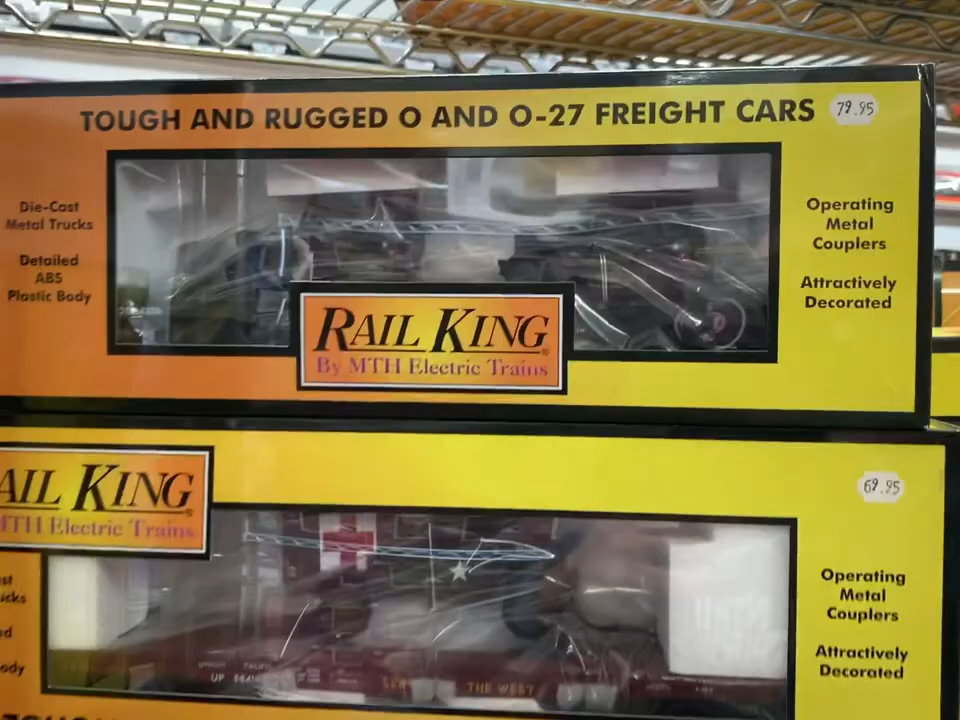 TOUGH AND RUGGED O AND O-27 FREIGHT CARS
79.95
Die-Cast
Metal Trucks
Detailed
ABS
Plastic Body
Operating
Metal
Couplers
Attractively
Decorated
RAIL KING
By MTH Electric Trains
AIL KING
MTH Electric Trains
69.95
Operating
Metal
Couplers
Attractively
Decorated
ody
UP
THE WEST